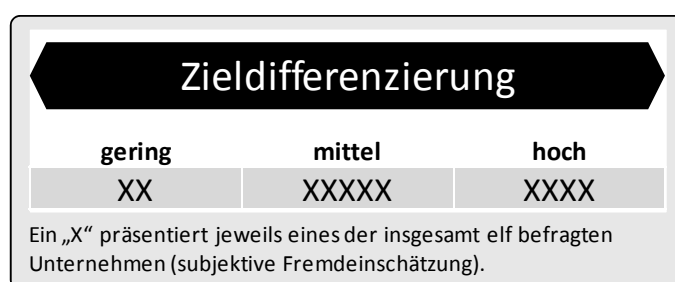 Zieldifferenzierung
gering mittel hoch
XX XXXXX XXXX
Ein „X“ präsentiert jeweils eines der insgesamt elf befragten
Unternehmen (subjektive Fremdeinschätzung).